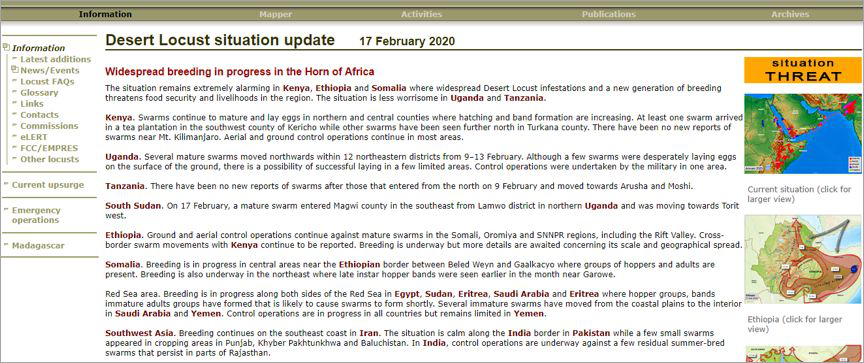 Information Mapper Activities Publications Archives
Information
Latest additions
News/Events
Locust FAQs
Glossary
Links
Contacts
Commissions
eLERT
FCC/EMPRES
Other locusts
Current upsurge
Emergency
operations
Madagascar
Desert Locust situation update 17 February 2020
Widespread breeding in progress in the Horn of Africa
The situation remains extremely alarming in Kenya, Ethiopia and Somalia where widespread Desert Locust infestations and a new generation of breeding
threatens food security and livelihoods in the region. The situation is less worrisome in Uganda and Tanzania.
Kenya. Swarms continue to mature and lay eggs in northern and central counties where hatching and band formation are increasing. At least one swarm arrived
in a tea plantation in the southwest county of Kericho while other swarms have been seen further north in Turkana county. There have been no new reports of
swarms near Mt. Kilimanjaro. Aerial and ground control operations continue in most areas.
Uganda. Several mature swarms moved northwards within 12 northeastern districts from 9–13 February. Although a few swarms were desperately laying eggs
on the surface of the ground, there is a possibility of successful laying in a few limited areas. Control operations were undertaken by the military in one area.
Tanzania. There have been no new reports of swarms after those that entered from the north on 9 February and moved towards Arusha and Moshi.
South Sudan. On 17 February, a mature swarm entered Magwi county in the southeast from Lamwo district in northern Uganda and was moving towards Torit
west.
Ethiopia. Ground and aerial control operations continue against mature swarms in the Somali, Oromiya and SNNPR regions, including the Rift Valley. Cross-
border swarm movements with Kenya continue to be reported. Breeding is underway but more details are awaited concerning its scale and geographical spread.
Somalia. Breeding is in progress in central areas near the Ethiopian border between Beled Weyn and Gaalkacyo where groups of hoppers and adults are
present. Breeding is also underway in the northeast where late instar hopper bands were seen earlier in the month near Garowe.
Red Sea area. Breeding is in progress along both sides of the Red Sea in Egypt, Sudan, Eritrea, Saudi Arabia and Eritrea where hopper groups, bands
immature adults groups have formed that is likely to cause swarms to form shortly. Several immature swarms have moved from the coastal plains to the interior
in Saudi Arabia and Yemen. Control operations are in progress in all countries but remains limited in Yemen.
Southwest Asia. Breeding continues on the southeast coast in Iran. The situation is calm along the India border in Pakistan while a few small swarms
appeared in cropping areas in Punjab, Khyber Pakhtunkhwa and Baluchistan. In India, control operations are underway against a few residual summer-bred
swarms that persist in parts of Rajasthan.
situation
THREAT
Current situation (click for
larger view)
Ethiopia (click for larger
view)